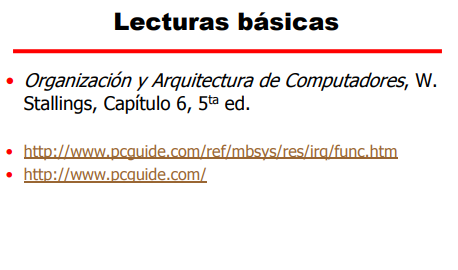 Lecturas básicas
• Organización y Arquitectura de Computadores, W.
Stallings, Capítulo 6, 5ta ed.
• http://www.pcguide.com/ref/mbsys/res/irq/func.htm
• http://www.pcguide.com/